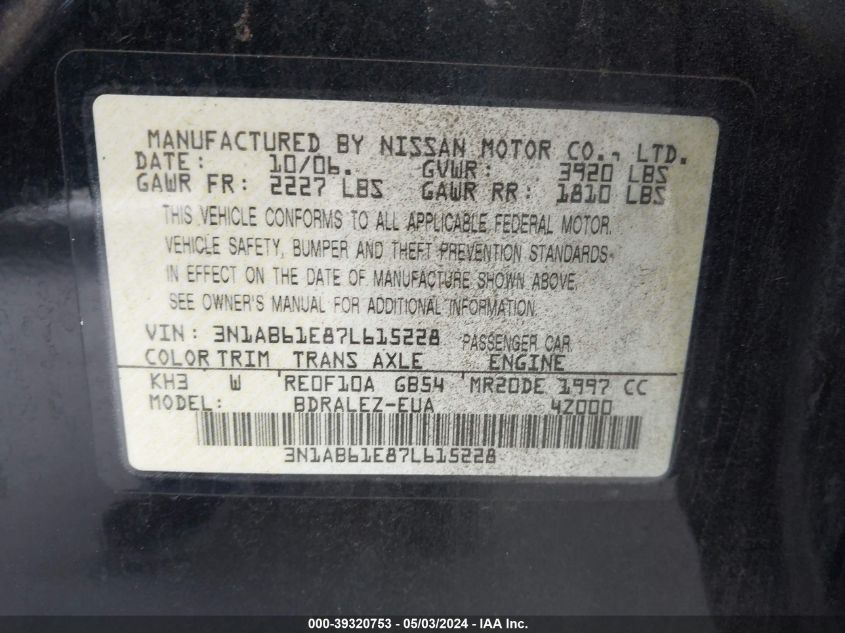 MANUFACTURED BY NISSAN MOTOR CO., LTD.
DATE: 10/06. GVWR: 3920 LBS
GAWR FR: 2227 LBS GAWR RR: 1810 LBS
THIS VEHICLE CONFORMS TO ALL APPLICABLE FEDERAL MOTOR
VEHICLE SAFETY, BUMPER AND THEFT PREVENTION STANDARDS
IN EFFECT ON THE DATE OF MANUFACTURE SHOWN ABOVE.
SEE OWNER'S MANUAL FOR ADDITIONAL INFORMATION.
VIN: 3N1AB61E87L615228 PASSENGER CAR
COLOR TRIM TRANS AXLE ENGINE
KH3 W RE0F10A GB54 MR20DE 1997 CC
MODEL: BDRALEZ-EUA 4Z000
3N1AB61E87L615228
000-39320753 - 05/03/2024 - IAA Inc.